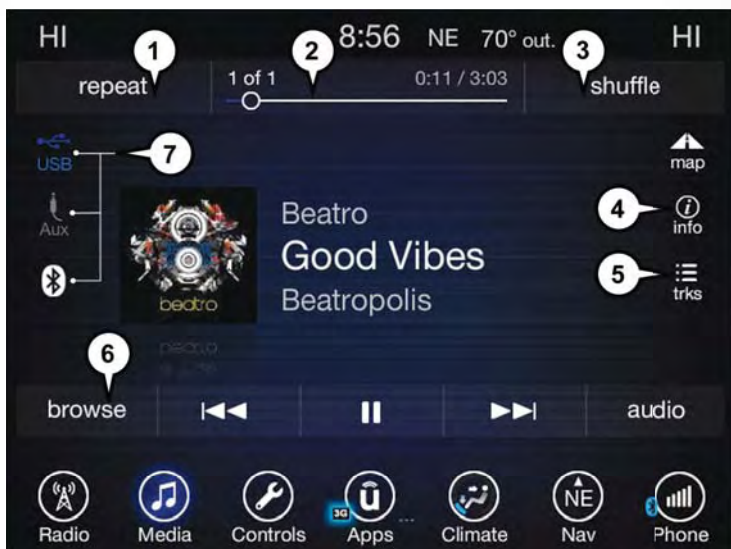 HI 8:56 NE 70° out. HI
1 2 3
repeat 1 of 1 0:11 / 3:03 shuffle
7
USB
map
Aux
4
info
Beatro
Good Vibes
Beatropolis
5
trks
beatro
6
browse audio
3G û NE
Radio Media Controls Apps ... Climate Nav Phone